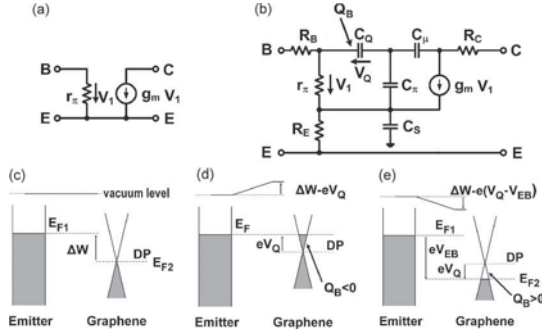 (a)
B
C
rπ
V1
gm V1
E
E
(b)
QB
B
RB
CQ
Cμ
RC
C
VQ
rπ
V1
Cπ
gm V1
RE
CS
E
E
(c)
vacuum level
EF1
ΔW
DP
EF2
Emitter
Graphene
(d)
ΔW-eVQ
EF
eVQ
DP
QB<0
Emitter
Graphene
(e)
ΔW-e(VQ-VEB)
EF1
eVEB
DP
eVQ
EF2
QB>0
Emitter
Graphene